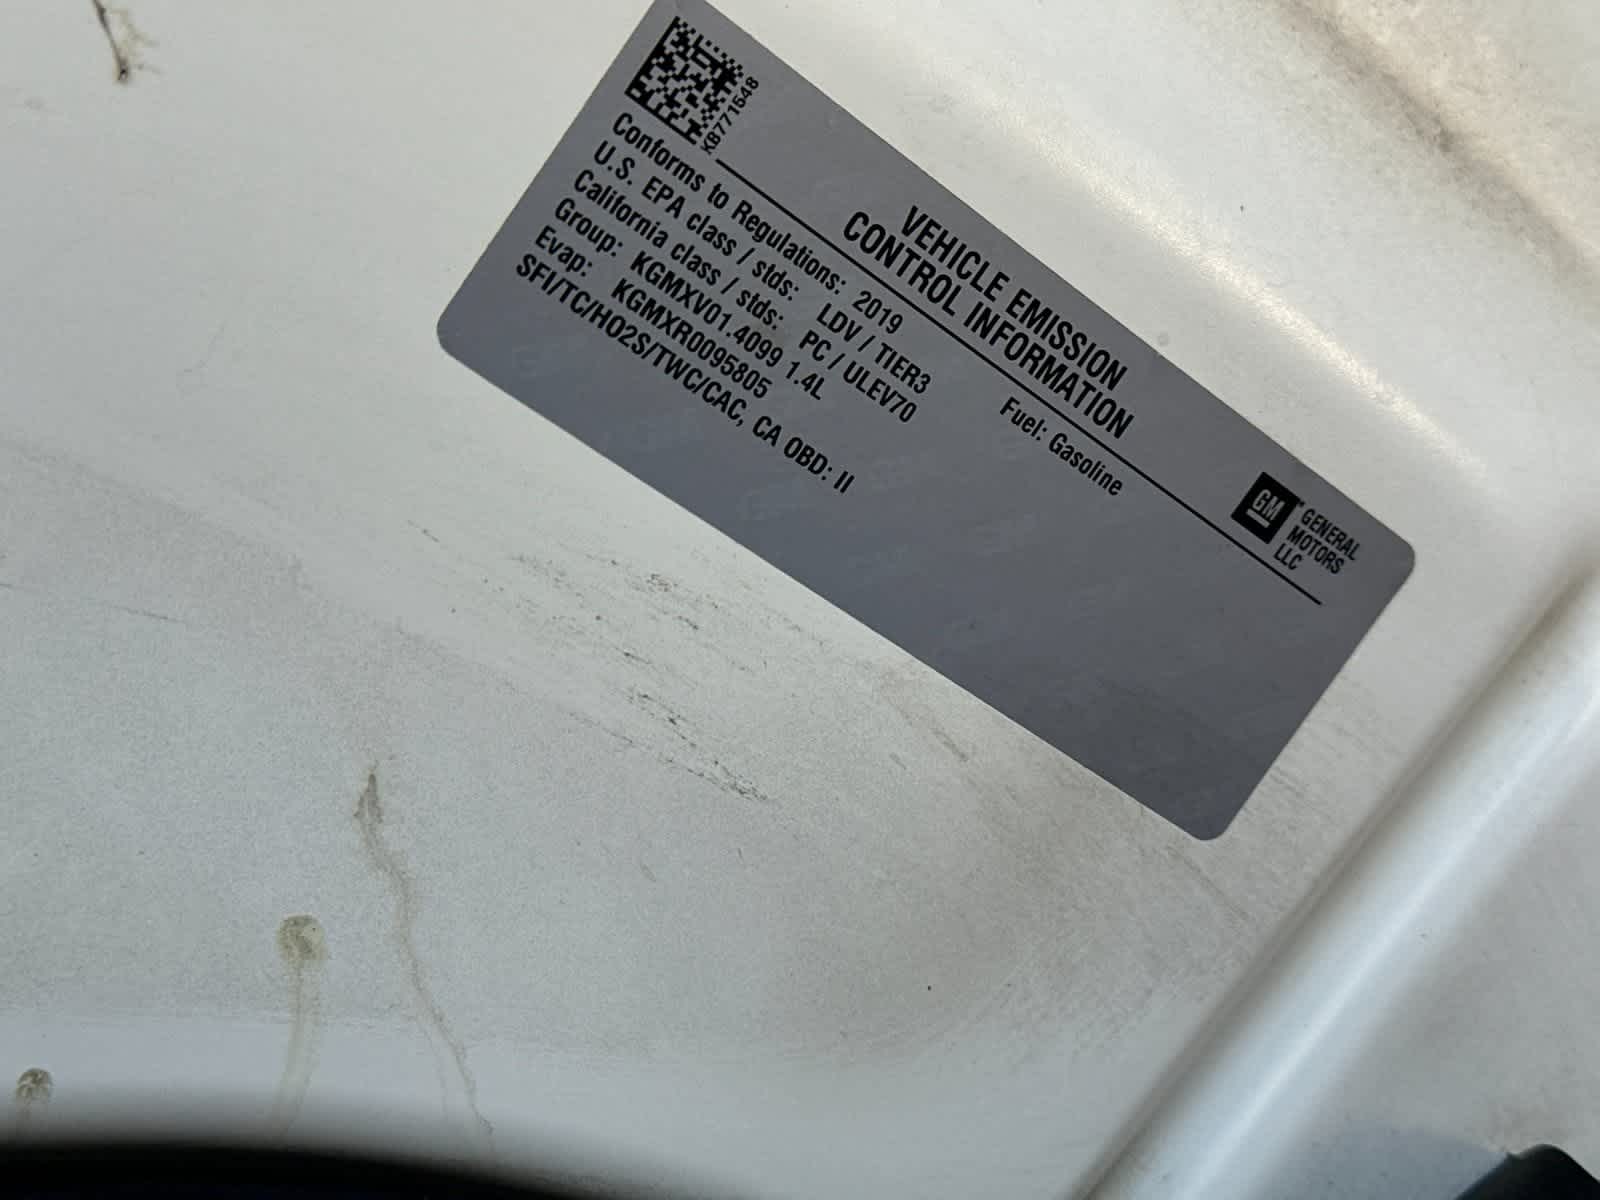 KB771548
VEHICLE EMISSION
CONTROL INFORMATION
GM
GENERAL
MOTORS
LLC
Conforms to Regulations: 2019 Fuel: Gasoline
U.S. EPA class / stds: LDV / TIER3
California class / stds: PC / ULEV70
Group: KGMXV01.4099 1.4L
Evap: KGMXR0095805
SFI/TC/HO2S/TWC/CAC, CA OBD: II